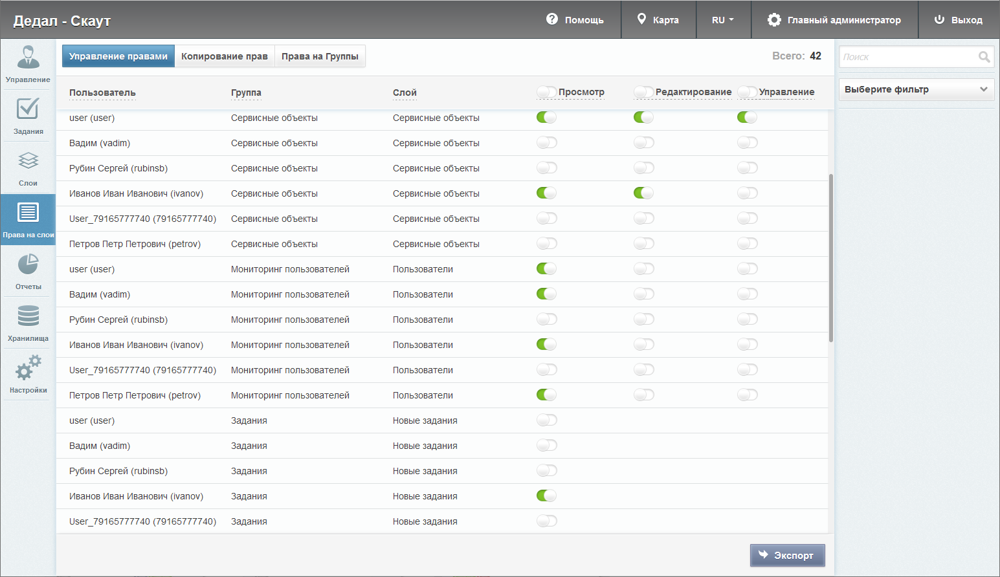 Дедал - Скаут
Помощь
Карта
RU
Главный администратор
Выход
Управление
Задания
Слои
Права на слои
Отчеты
Хранилища
Настройки
Управление правами Копирование прав Права на Группы
Всего: 42
Поиск
Выберите фильтр
Пользователь Группа Слой Просмотр Редактирование Управление
user (user) Сервисные объекты Сервисные объекты
Вадим (vadim) Сервисные объекты Сервисные объекты
Рубин Сергей (rubinsb) Сервисные объекты Сервисные объекты
Иванов Иван Иванович (ivanov) Сервисные объекты Сервисные объекты
User_79165777740 (79165777740) Сервисные объекты Сервисные объекты
Петров Петр Петрович (petrov) Сервисные объекты Сервисные объекты
user (user) Мониторинг пользователей Пользователи
Вадим (vadim) Мониторинг пользователей Пользователи
Рубин Сергей (rubinsb) Мониторинг пользователей Пользователи
Иванов Иван Иванович (ivanov) Мониторинг пользователей Пользователи
User_79165777740 (79165777740) Мониторинг пользователей Пользователи
Петров Петр Петрович (petrov) Мониторинг пользователей Пользователи
user (user) Задания Новые задания
Вадим (vadim) Задания Новые задания
Рубин Сергей (rubinsb) Задания Новые задания
Иванов Иван Иванович (ivanov) Задания Новые задания
User_79165777740 (79165777740) Задания Новые задания
Экспорт